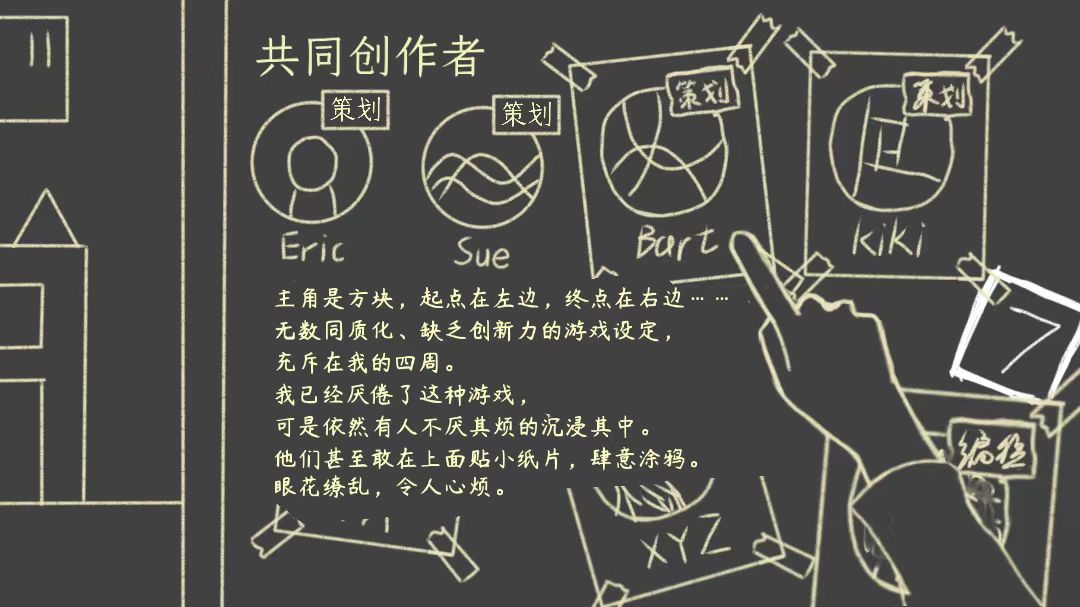 共同创作者
策划
策划
策划
策划
Eric
Sue
Bart
KiKi
主角是方块，起点在左边，终点在右边……
无数同质化、缺乏创新力的游戏设定，
充斥在我的四周。
我已经厌倦了这种游戏，
可是依然有人不厌其烦的沉浸其中。
他们甚至敢在上面贴小纸片，肆意涂鸦。
眼花缭乱，令人心烦。
7
XYZ